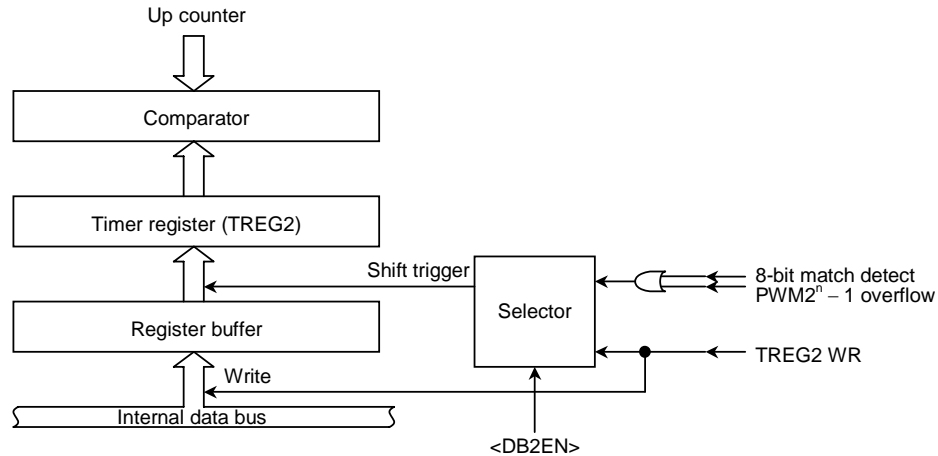 Up counter
Comparator
Timer register (TREG2)
Shift trigger
8-bit match detect
PWM2ⁿ – 1 overflow
Selector
Register buffer
TREG2 WR
Write
Internal data bus
<DB2EN>